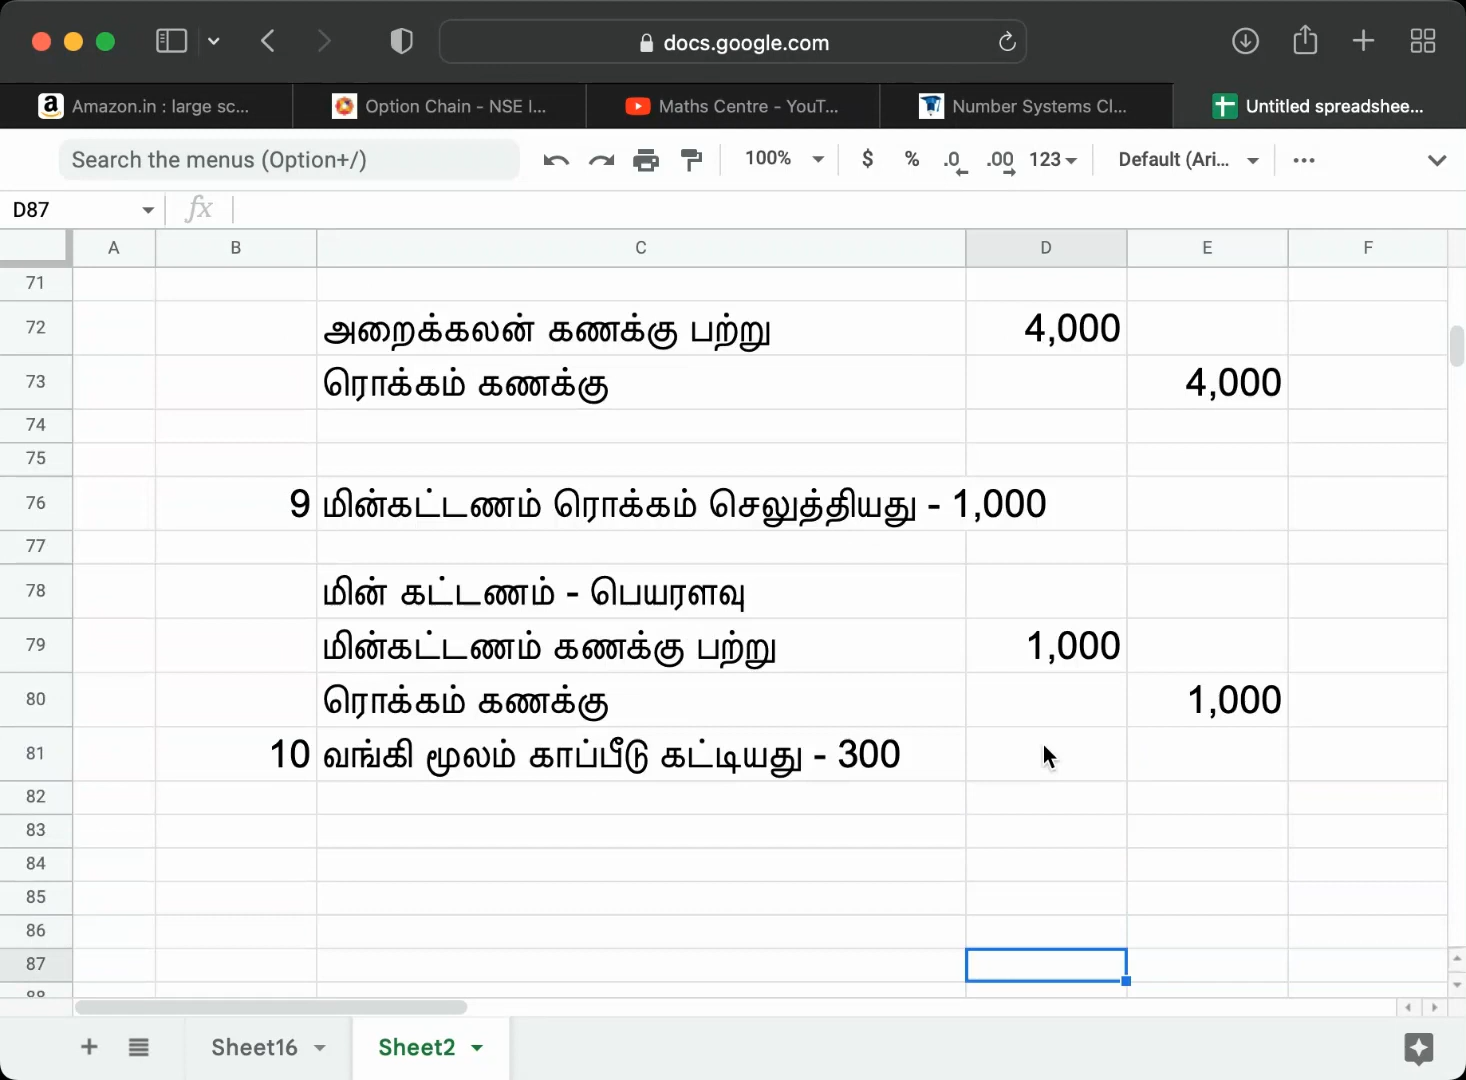 docs.google.com
Amazon.in : large sc...
Option Chain - NSE I...
Maths Centre - YouT...
Number Systems Cl...
Untitled spreadshee...
Search the menus (Option+/)
100%
$
%
.0
.00
123
Default (Ari...
D87
fx
A B C D E F
71
72 அறைக்கலன் கணக்கு பற்று 4,000
73 ரொக்கம் கணக்கு 4,000
74
75
76 9 மின்கட்டணம் ரொக்கம் செலுத்தியது - 1,000
77
78 மின் கட்டணம் - பெயரளவு
79 மின்கட்டணம் கணக்கு பற்று 1,000
80 ரொக்கம் கணக்கு 1,000
81 10 வங்கி மூலம் காப்பீடு கட்டியது - 300
82
83
84
85
86
87
88
Sheet16
Sheet2